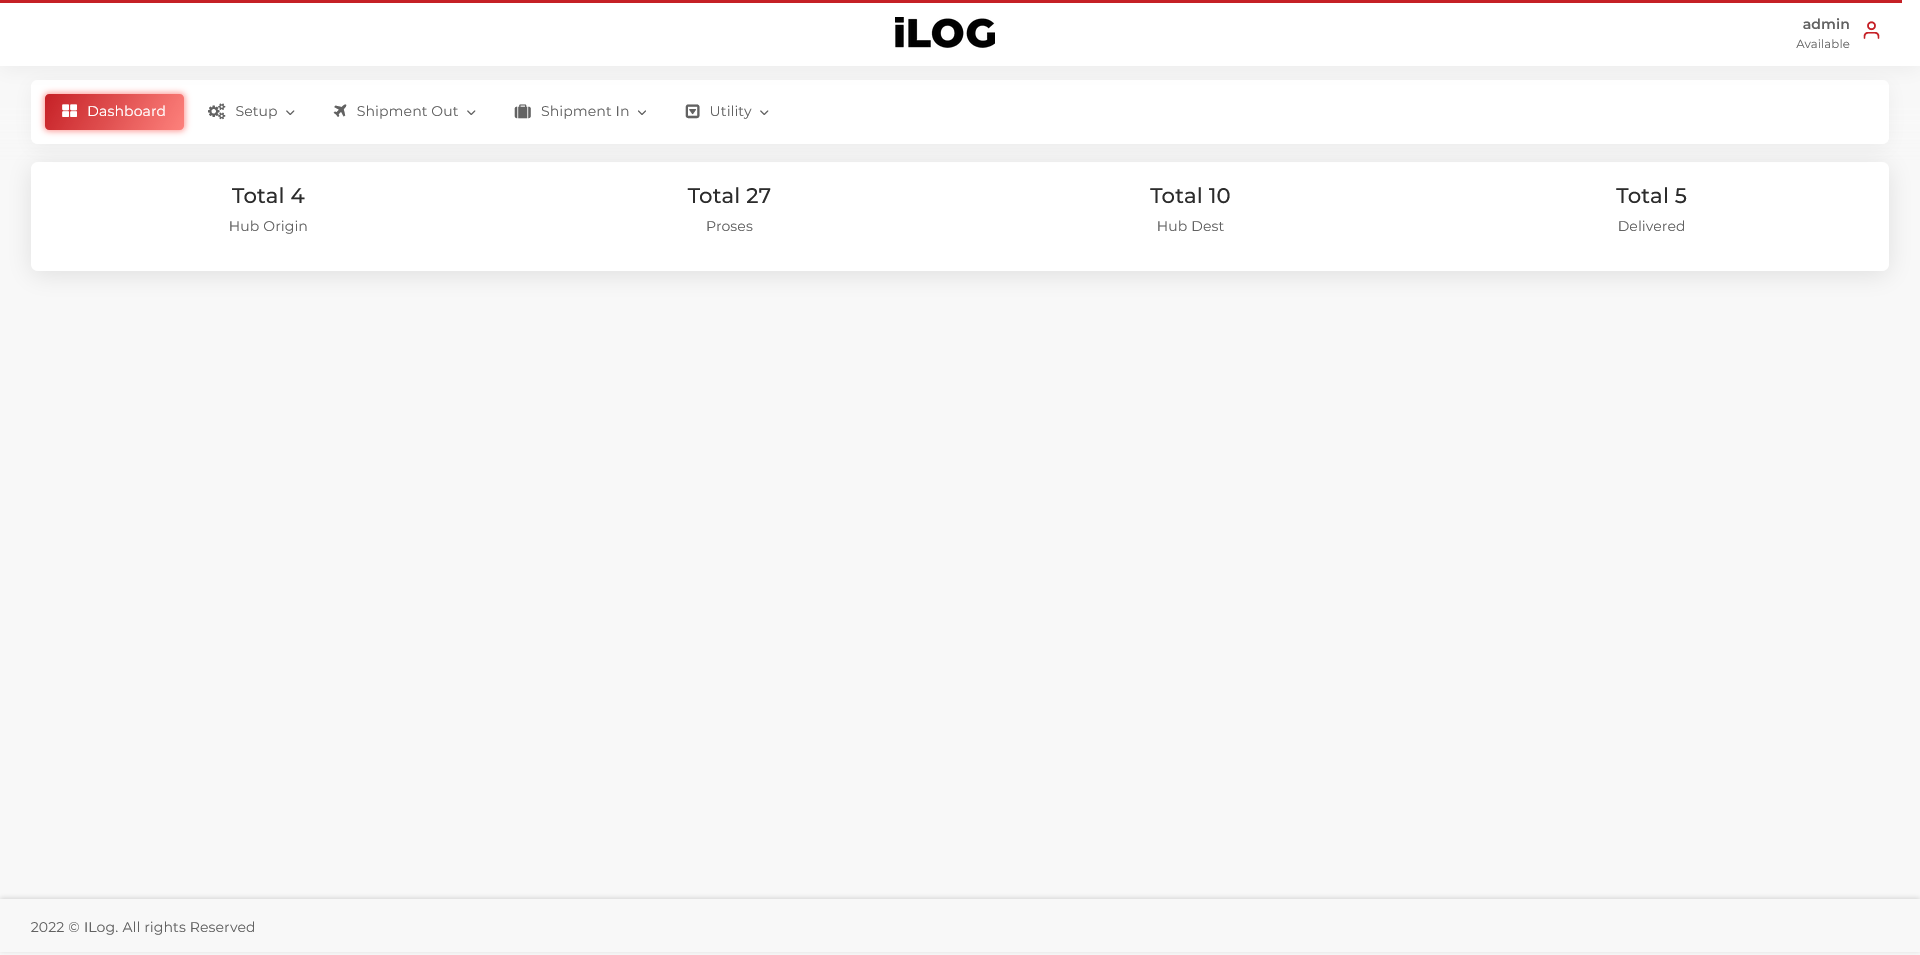 iLOG
admin
Available
Dashboard
Setup
Shipment Out
Shipment In
Utility
Total 4
Hub Origin
Total 27
Proses
Total 10
Hub Dest
Total 5
Delivered
2022 © ILog. All rights Reserved